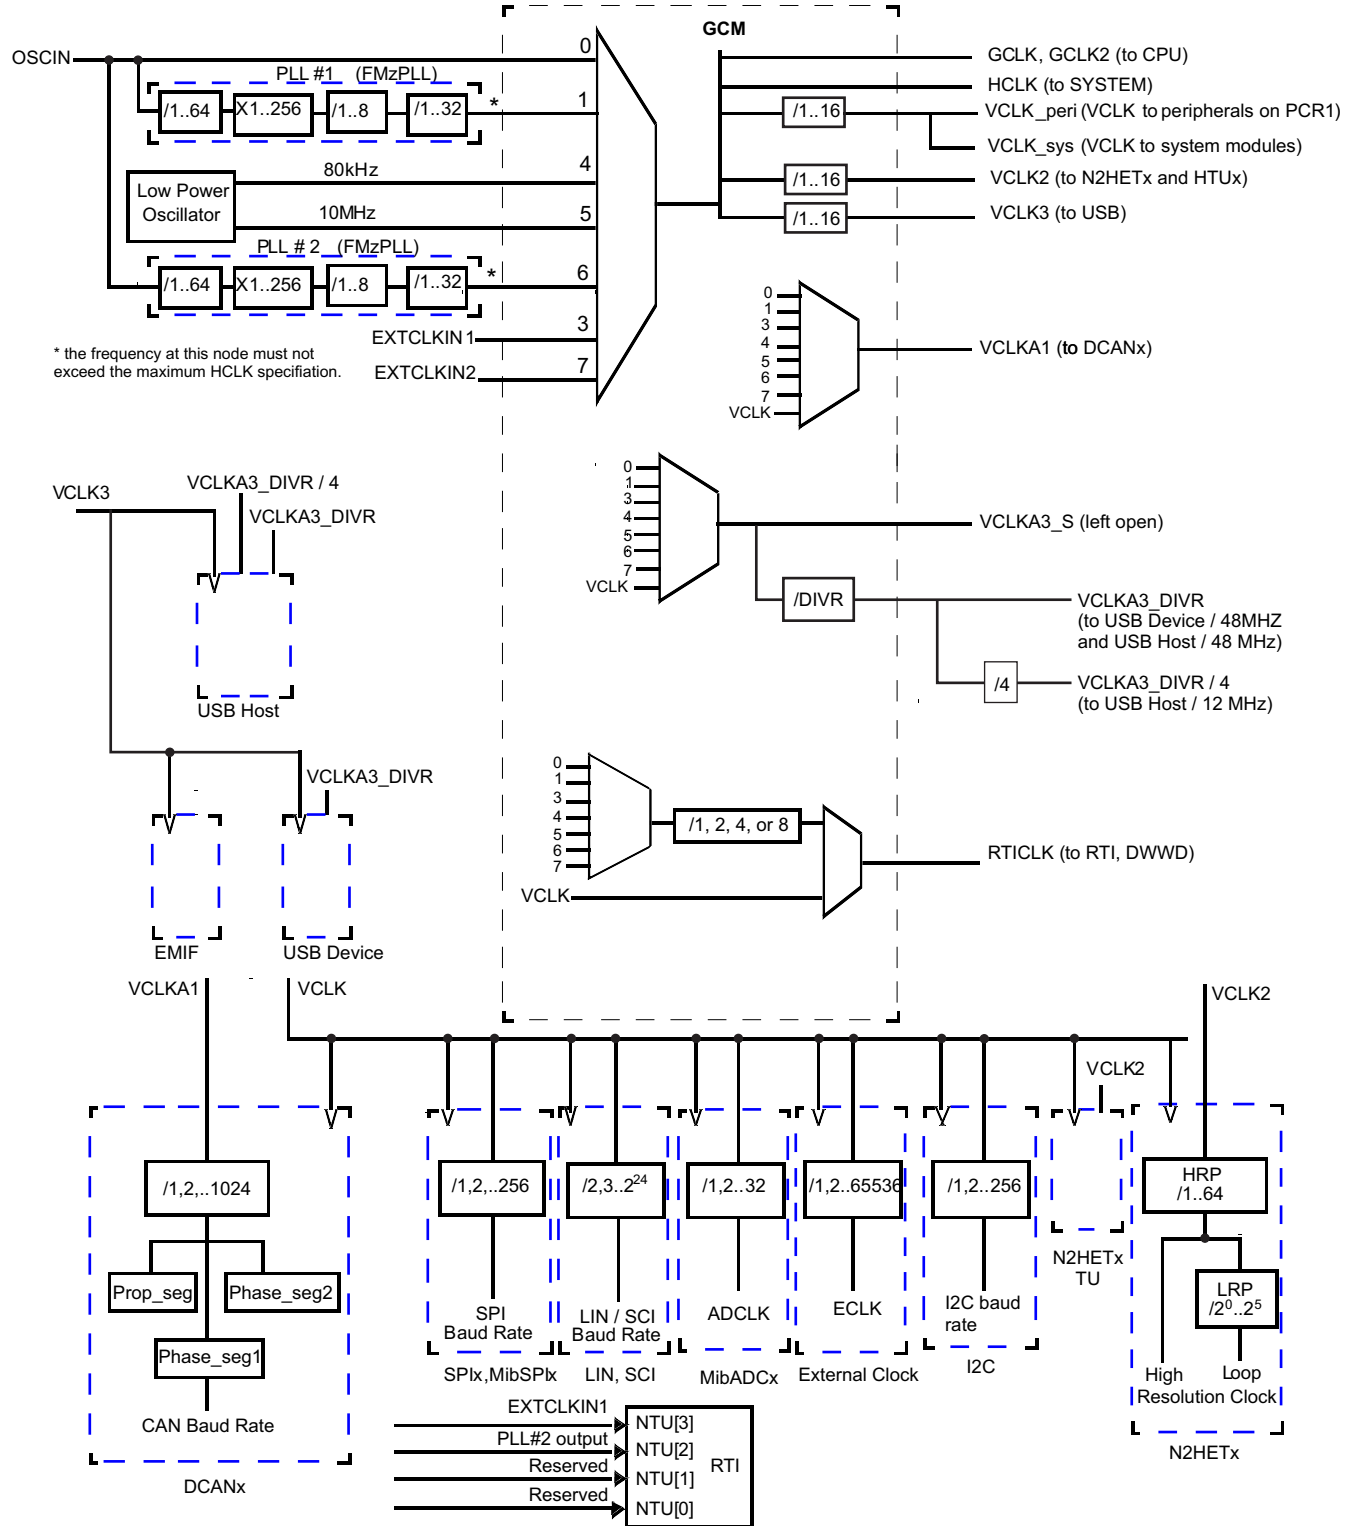 GCM
OSCIN
0
PLL #1 (FMzPLL)
/1..64
X1..256
/1..8
/1..32
*
1
80kHz
4
Low Power
Oscillator
10MHz
5
PLL # 2 (FMzPLL)
/1..64
X1..256
/1..8
/1..32
*
6
EXTCLKIN1
3
EXTCLKIN2
7
* the frequency at this node must not
exceed the maximum HCLK specifiation.
GCLK, GCLK2 (to CPU)
HCLK (to SYSTEM)
/1..16
VCLK_peri (VCLK to peripherals on PCR1)
VCLK_sys (VCLK to system modules)
/1..16
VCLK2 (to N2HETx and HTUx)
/1..16
VCLK3 (to USB)
0
1
3
4
5
6
7
VCLK
VCLKA1 (to DCANx)
0
1
3
4
5
6
7
VCLK
VCLKA3_S (left open)
/DIVR
VCLKA3_DIVR
(to USB Device / 48MHZ
and USB Host / 48 MHz)
/4
VCLKA3_DIVR / 4
(to USB Host / 12 MHz)
VCLK3
VCLKA3_DIVR / 4
VCLKA3_DIVR
USB Host
VCLKA3_DIVR
EMIF
USB Device
0
1
3
4
5
6
7
/1, 2, 4, or 8
VCLK
RTICLK (to RTI, DWWD)
VCLKA1
VCLK
VCLK2
VCLK2
/1,2,..1024
Prop_seg
Phase_seg2
Phase_seg1
CAN Baud Rate
DCANx
/1,2,..256
SPI
Baud Rate
SPIx,MibSPIx
/2,3..2²⁴
LIN / SCI
Baud Rate
LIN, SCI
/1,2..32
ADCLK
MibADCx
/1,2..65536
ECLK
External Clock
/1,2..256
I2C baud
rate
I2C
N2HETx
TU
HRP
/1..64
LRP
/2⁰..2⁵
High
Loop
Resolution Clock
N2HETx
EXTCLKIN1
NTU[3]
PLL#2 output
NTU[2]
Reserved
NTU[1]
Reserved
NTU[0]
RTI